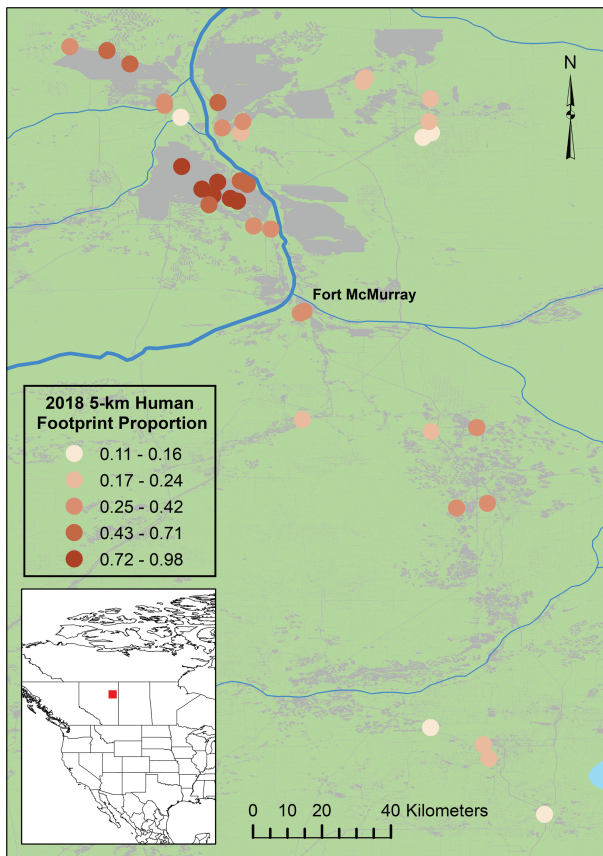 N
Fort McMurray
2018 5-km Human
Footprint Proportion
0.11 - 0.16
0.17 - 0.24
0.25 - 0.42
0.43 - 0.71
0.72 - 0.98
0 10 20 40 Kilometers